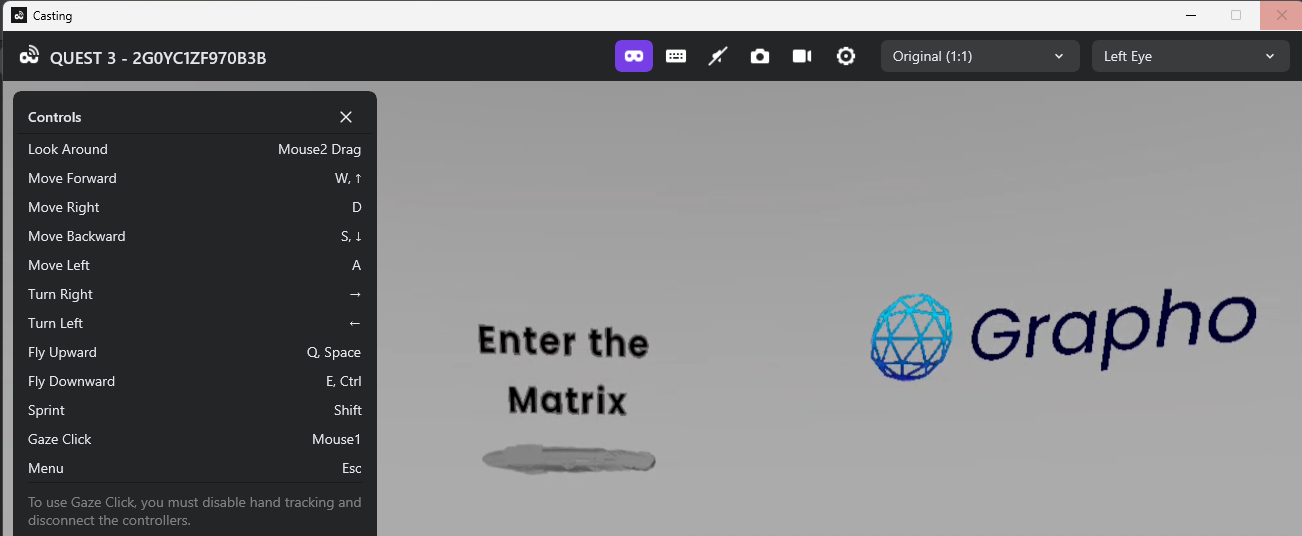 Casting
QUEST 3 - 2G0YC1ZF970B3B
Original (1:1)
Left Eye
Controls
Look Around Mouse2 Drag
Move Forward W, ↑
Move Right D
Move Backward S, ↓
Move Left A
Turn Right →
Turn Left ←
Fly Upward Q, Space
Fly Downward E, Ctrl
Sprint Shift
Gaze Click Mouse1
Menu Esc
To use Gaze Click, you must disable hand tracking and
disconnect the controllers.
Enter the
Matrix
Grapho